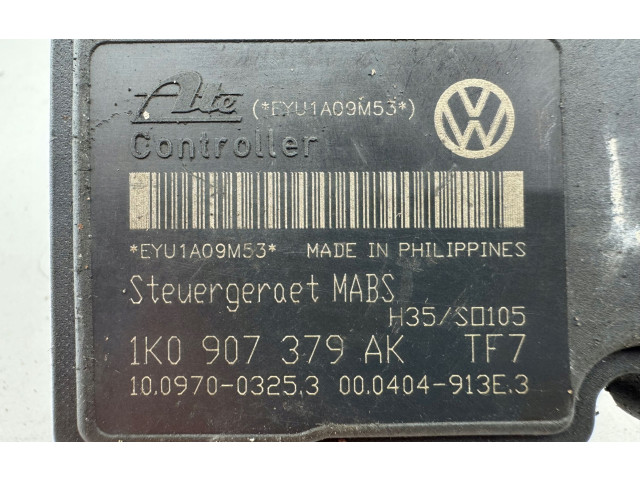 Ate (*EYU1A09M53*)
Controller
*EYU1A09M53* MADE IN PHILIPPINES
Steuergeraet MABS
H35/S0105
1K0 907 379 AK TF7
10.0970-0325.3 00.0404-913E.3